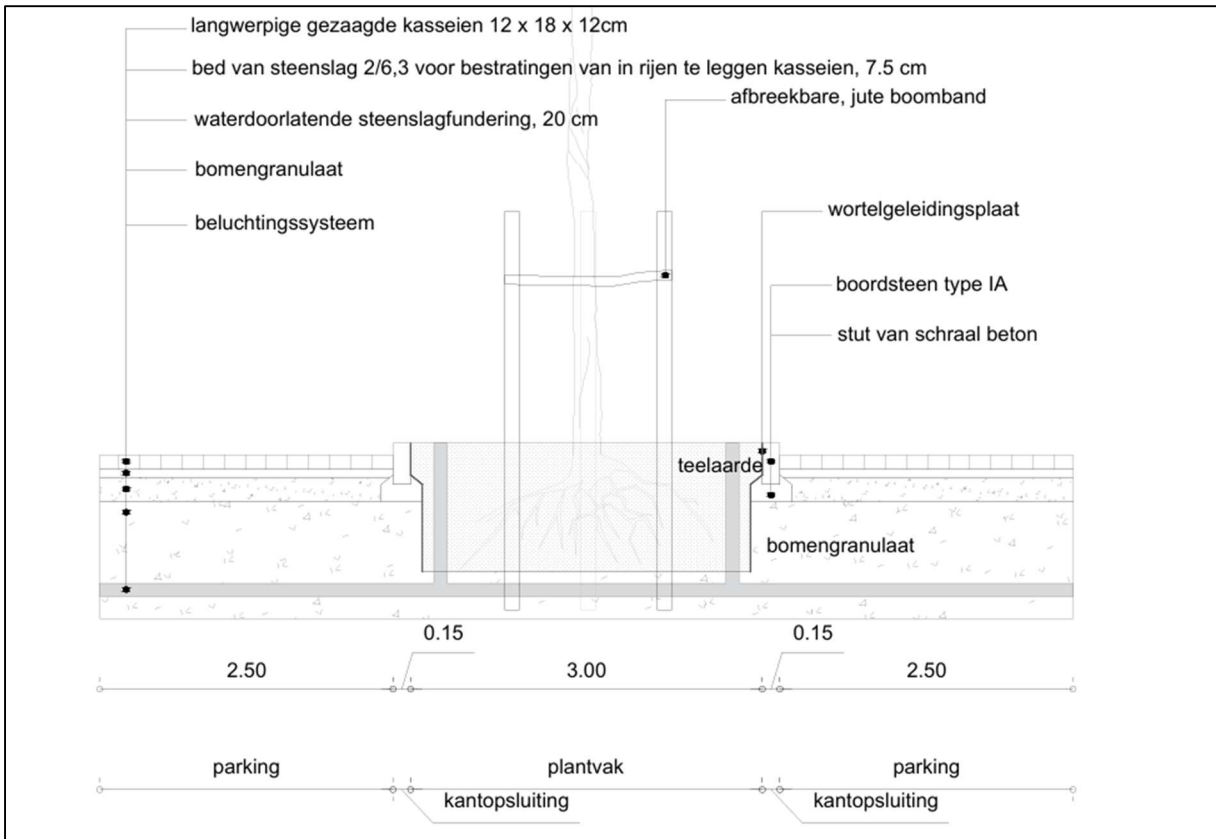 langwerpige gezaagde kasseien 12 x 18 x 12cm
bed van steenslag 2/6,3 voor bestratingen van in rijen te leggen kasseien, 7.5 cm
afbreekbare, jute boomband
waterdoorlatende steenslagfundering, 20 cm
bomengranulaat
beluchtingssysteem
wortelgeleidingsplaat
boordsteen type IA
stut van schraal beton
teelaarde
bomengranulaat
0.15
0.15
2.50
3.00
2.50
parking
plantvak
parking
kantopsluiting
kantopsluiting